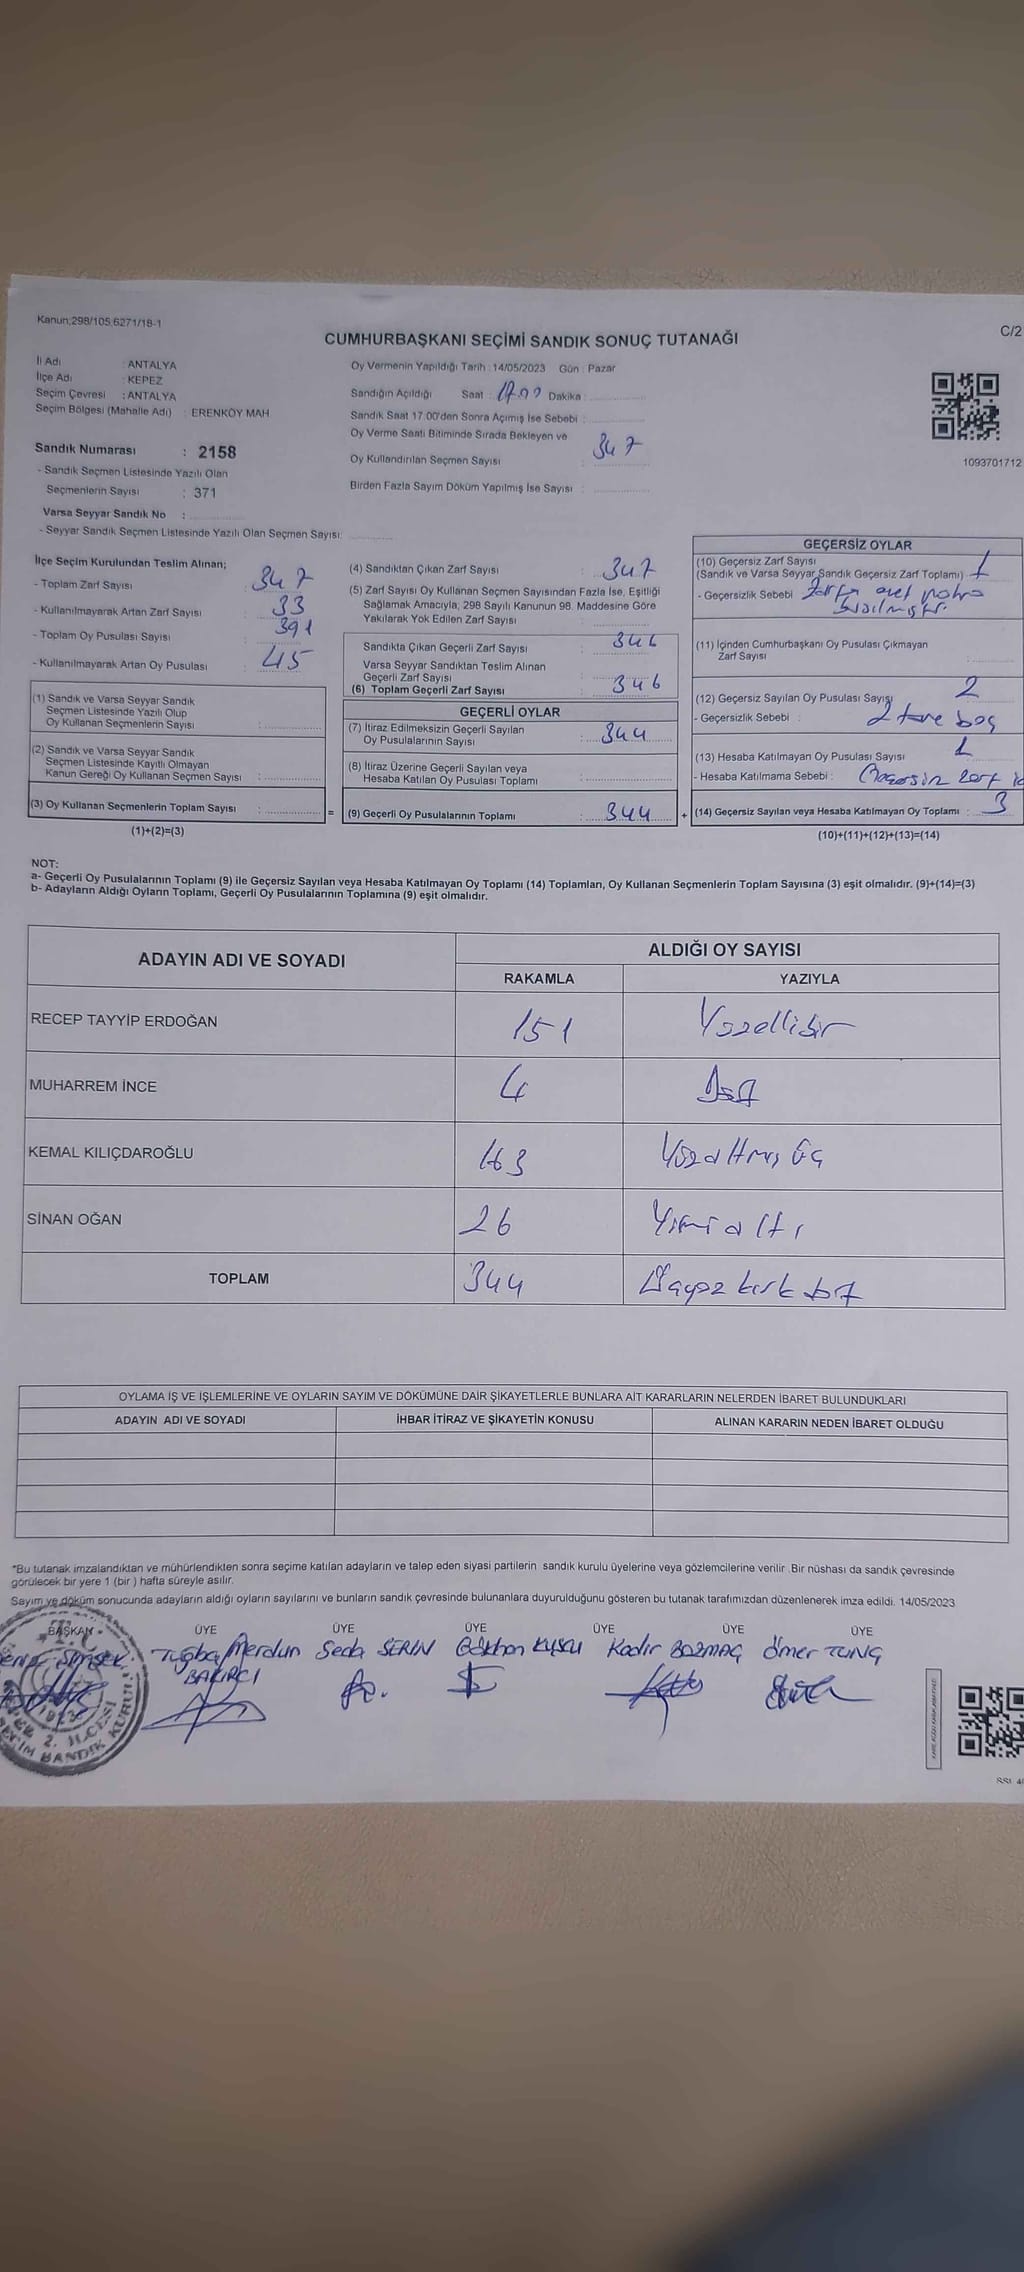 Kanun;298/105,6271/18-1
C/2
CUMHURBAŞKANI SEÇİMİ SANDIK SONUÇ TUTANAĞI
İl Adı : ANTALYA
İlçe Adı : KEPEZ
Seçim Çevresi : ANTALYA
Seçim Bölgesi (Mahalle Adı) : ERENKÖY MAH
Sandık Numarası : 2158
- Sandık Seçmen Listesinde Yazılı Olan
Seçmenlerin Sayısı : 371
Varsa Seyyar Sandık No :
- Seyyar Sandık Seçmen Listesinde Yazılı Olan Seçmen Sayısı:
Oy Vermenin Yapıldığı Tarih : 14/05/2023 Gün : Pazar
Sandığın Açıldığı Saat : 17.00 Dakika :
Sandık Saat 17.00'den Sonra Açımış İse Sebebi :
Oy Verme Saati Bitiminde Sırada Bekleyen ve
Oy Kullandırılan Seçmen Sayısı : 347
Birden Fazla Sayım Döküm Yapılmış İse Sayısı :
1093701712
İlçe Seçim Kurulundan Teslim Alınan;
- Toplam Zarf Sayısı : 347
- Kullanılmayarak Artan Zarf Sayısı : 33
- Toplam Oy Pusulası Sayısı : 391
- Kullanılmayarak Artan Oy Pusulası : 45
(1) Sandık ve Varsa Seyyar Sandık
Seçmen Listesinde Yazılı Olup
Oy Kullanan Seçmenlerin Sayısı :
(2) Sandık ve Varsa Seyyar Sandık
Seçmen Listesinde Kayıtlı Olmayan
Kanun Gereği Oy Kullanan Seçmen Sayısı :
(3) Oy Kullanan Seçmenlerin Toplam Sayısı :
(1)+(2)=(3)
(4) Sandıktan Çıkan Zarf Sayısı : 347
(5) Zarf Sayısı Oy Kullanan Seçmen Sayısından Fazla İse, Eşitliği
Sağlamak Amacıyla, 298 Sayılı Kanunun 98. Maddesine Göre
Yakılarak Yok Edilen Zarf Sayısı :
Sandıkta Çıkan Geçerli Zarf Sayısı : 346
Varsa Seyyar Sandıktan Teslim Alınan
Geçerli Zarf Sayısı :
(6) Toplam Geçerli Zarf Sayısı : 346
GEÇERLİ OYLAR
(7) İtiraz Edilmeksizin Geçerli Sayılan
Oy Pusulalarının Sayısı : 344
(8) İtiraz Üzerine Geçerli Sayılan veya
Hesaba Katılan Oy Pusulası Toplamı :
= (9) Geçerli Oy Pusulalarının Toplamı : 344 +
GEÇERSİZ OYLAR
(10) Geçersiz Zarf Sayısı
(Sandık ve Varsa Seyyar Sandık Geçersiz Zarf Toplamı) : 1
- Geçersizlik Sebebi :
(11) İçinden Cumhurbaşkanı Oy Pusulası Çıkmayan
Zarf Sayısı :
(12) Geçersiz Sayılan Oy Pusulası Sayışı : 2
- Geçersizlik Sebebi : 2 tane boş
(13) Hesaba Katılmayan Oy Pusulası Sayısı : 1
- Hesaba Katılmama Sebebi : zarf
(14) Geçersiz Sayılan veya Hesaba Katılmayan Oy Toplamı : 3
(10)+(11)+(12)+(13)=(14)
NOT:
a- Geçerli Oy Pusulalarının Toplamı (9) ile Geçersiz Sayılan veya Hesaba Katılmayan Oy Toplamı (14) Toplamları, Oy Kullanan Seçmenlerin Toplam Sayısına (3) eşit olmalıdır. (9)+(14)=(3)
b- Adayların Aldığı Oyların Toplamı, Geçerli Oy Pusulalarının Toplamına (9) eşit olmalıdır.
ADAYIN ADI VE SOYADI
ALDIĞI OY SAYISI
RAKAMLA YAZIYLA
RECEP TAYYİP ERDOĞAN 151 Yüzellibir
MUHARREM İNCE 4 Dört
KEMAL KILIÇDAROĞLU 163 Yüzaltmış üç
SİNAN OĞAN 26 Yirmi altı
TOPLAM 344 Üçyüz kırk dört
OYLAMA İŞ VE İŞLEMLERİNE VE OYLARIN SAYIM VE DÖKÜMÜNE DAİR ŞİKAYETLERLE BUNLARA AİT KARARLARIN NELERDEN İBARET BULUNDUKLARI
ADAYIN ADI VE SOYADI İHBAR İTİRAZ VE ŞİKAYETİN KONUSU ALINAN KARARIN NEDEN İBARET OLDUĞU
*Bu tutanak imzalandıktan ve mühürlendikten sonra seçime katılan adayların ve talep eden siyasi partilerin sandık kurulu üyelerine veya gözlemcilerine verilir .Bir nüshası da sandık çevresinde
görülecek bir yere 1 (bir ) hafta süreyle asılır.
Sayım ve döküm sonucunda adayların aldığı oyların sayılarını ve bunların sandık çevresinde bulunanlara duyurulduğunu gösteren bu tutanak tarafımızdan düzenlenerek imza edildi. 14/05/2023
BAŞKAN ÜYE ÜYE ÜYE ÜYE ÜYE ÜYE
ŞİMŞEK Tuğba Merdun Seda SERİN Gökhan KUŞÇU Kadir BOZMAÇ Ömer TUNÇ
BAKIRCI
2. İLÇESİ
SEÇİM SANDIK KURULU